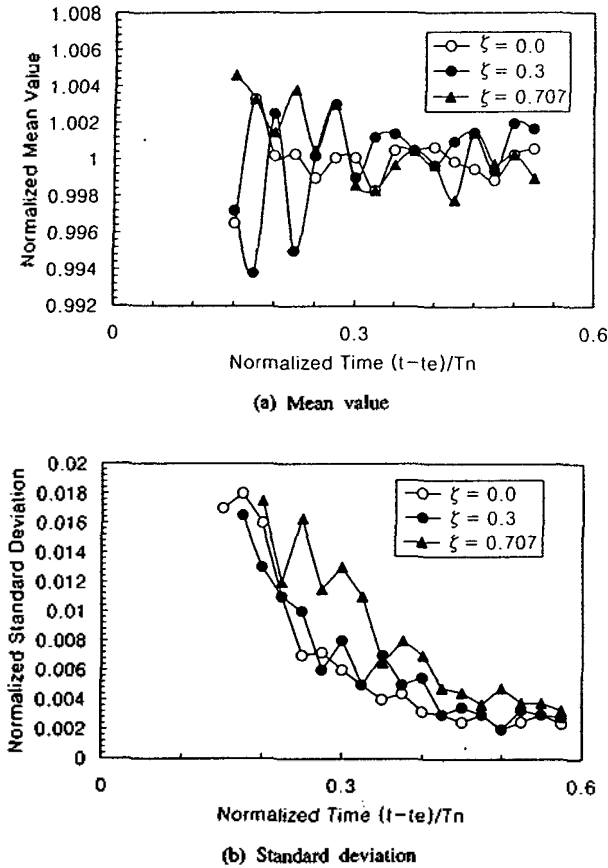 1.008
1.006
1.004
1.002
1
0.998
0.996
0.994
0.992
Normalized Mean Value
ζ = 0.0
ζ = 0.3
ζ = 0.707
0
0.3
0.6
Normalized Time (t-te)/Tn
(a) Mean value
0.02
0.018
0.016
0.014
0.012
0.01
0.008
0.006
0.004
0.002
0
Normalized Standard Deviation
ζ = 0.0
ζ = 0.3
ζ = 0.707
0
0.3
0.6
Normalized Time (t-te)/Tn
(b) Standard deviation